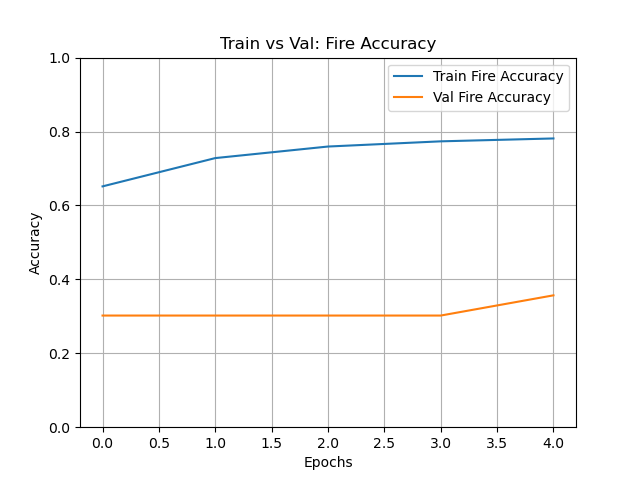 Train vs Val: Fire Accuracy
1.0
Train Fire Accuracy
Val Fire Accuracy
0.8
0.6
Accuracy
0.4
0.2
0.0
0.0 0.5 1.0 1.5 2.0 2.5 3.0 3.5 4.0
Epochs